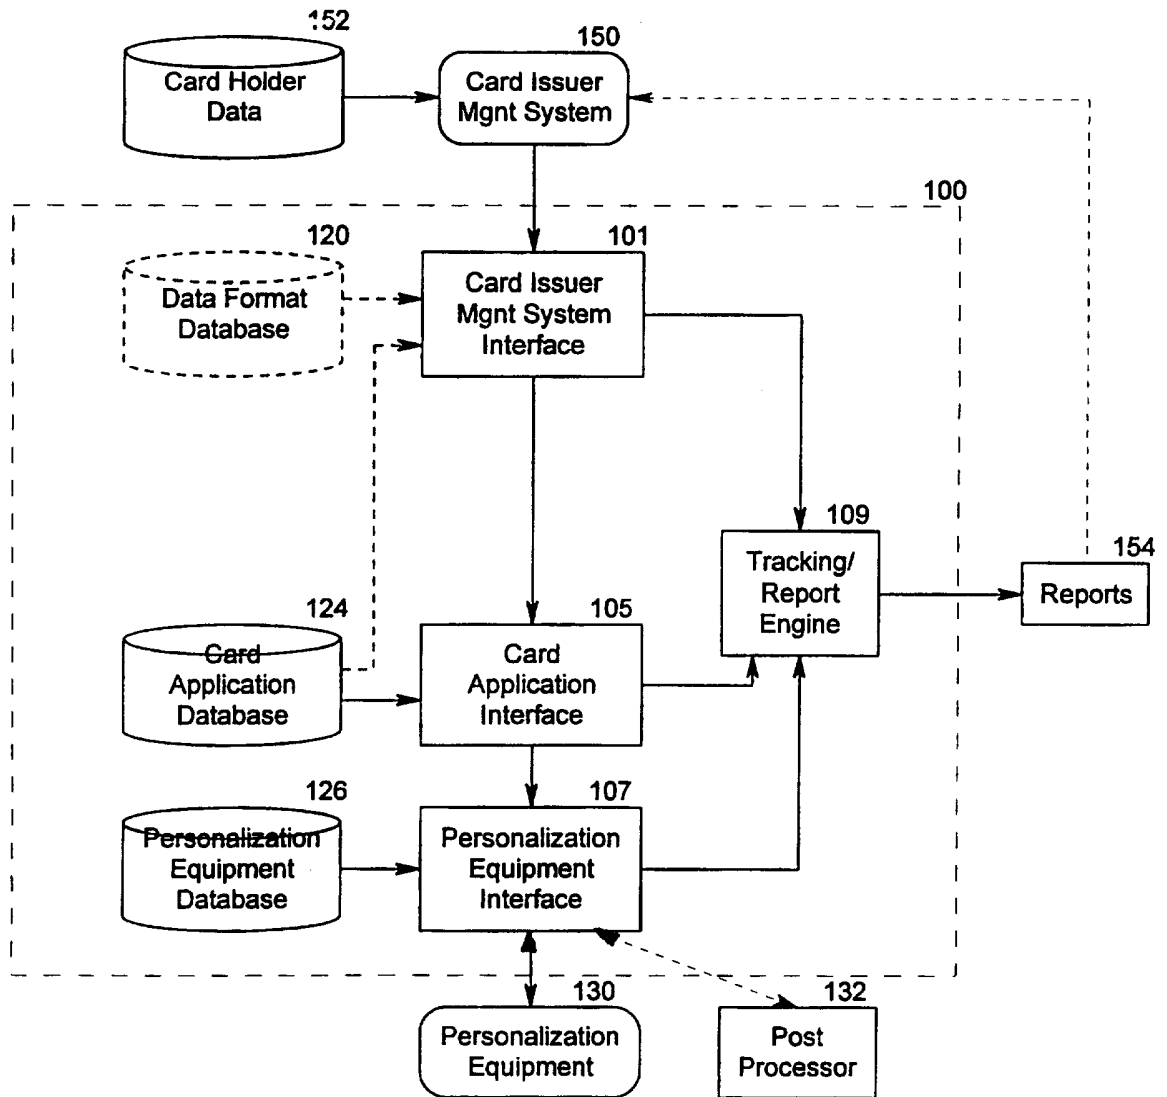 152
Card Holder
Data
150
Card Issuer
Mgnt System
100
120
Data Format
Database
101
Card Issuer
Mgnt System
Interface
109
Tracking/
Report
Engine
154
Reports
124
Card
Application
Database
105
Card
Application
Interface
126
Personalization
Equipment
Database
107
Personalization
Equipment
Interface
130
Personalization
Equipment
132
Post
Processor